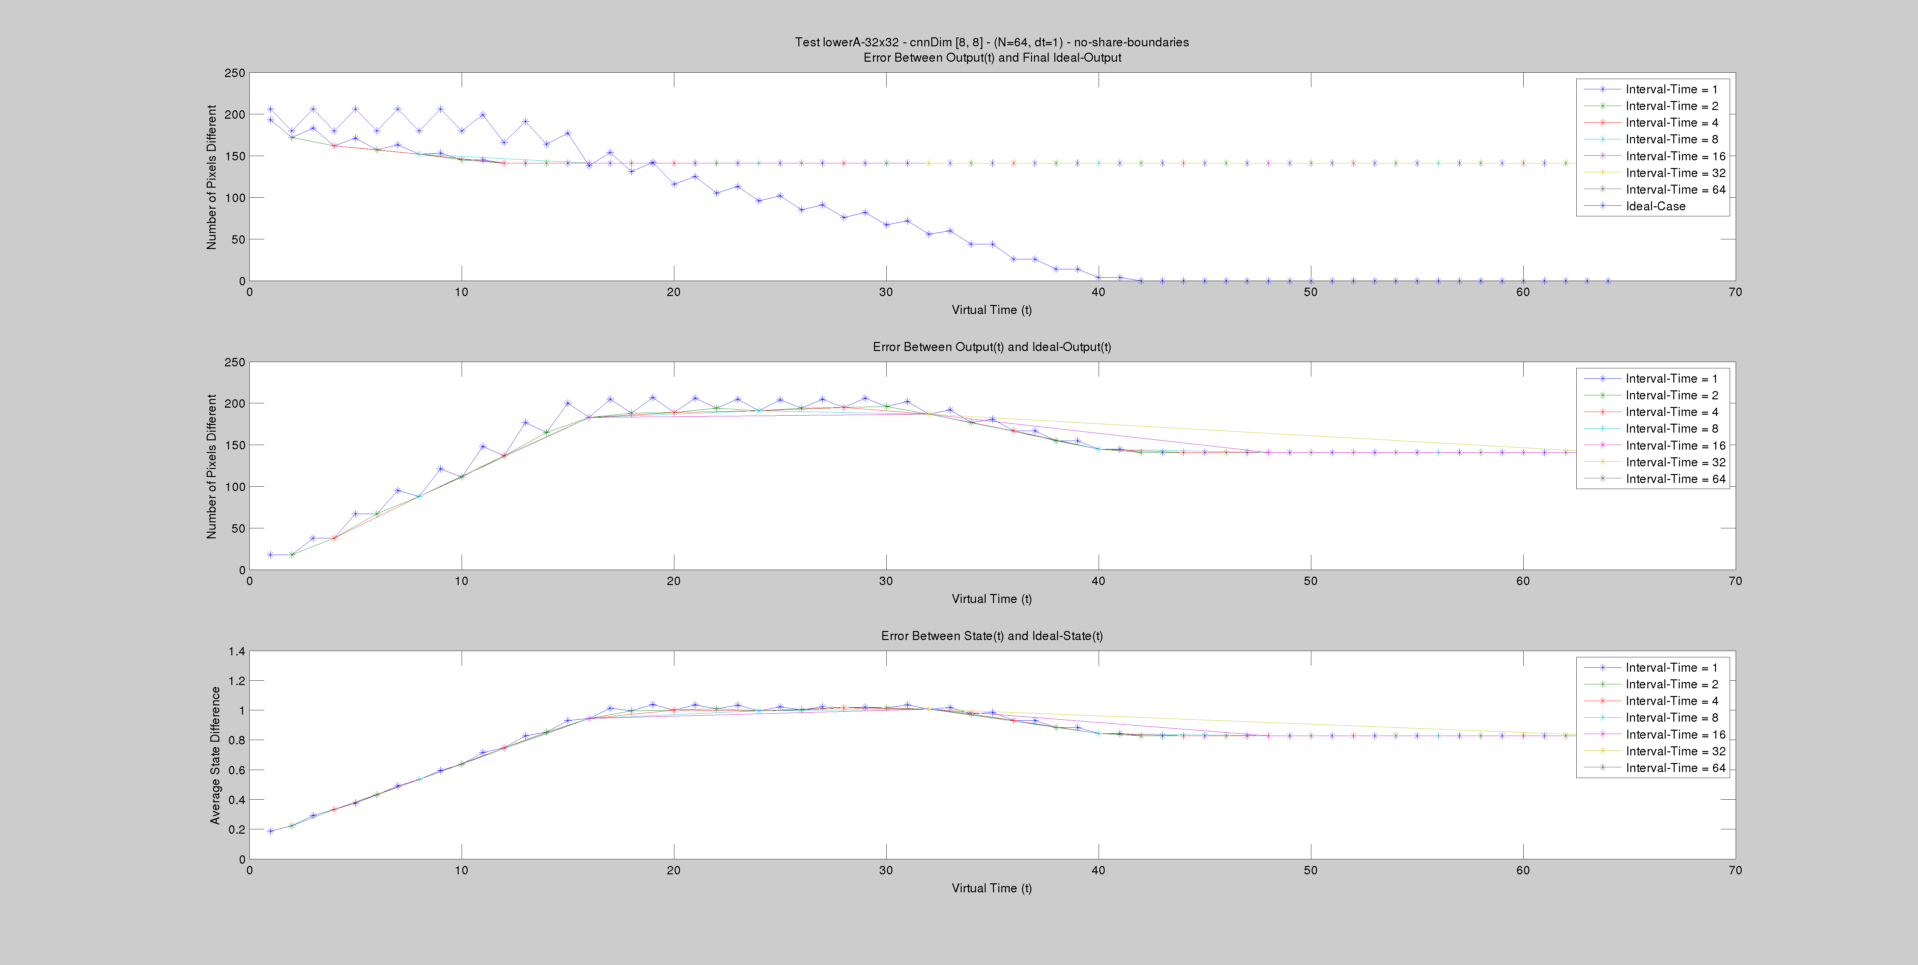 Test lowerA-32x32 - cnnDim [8, 8] - (N=64, dt=1) - no-share-boundaries
Error Between Output(t) and Final Ideal-Output
Number of Pixels Different
250
200
150
100
50
0
0 10 20 30 40 50 60 70
Virtual Time (t)
Interval-Time = 1
Interval-Time = 2
Interval-Time = 4
Interval-Time = 8
Interval-Time = 16
Interval-Time = 32
Interval-Time = 64
Ideal-Case
Error Between Output(t) and Ideal-Output(t)
Number of Pixels Different
250
200
150
100
50
0
0 10 20 30 40 50 60 70
Virtual Time (t)
Interval-Time = 1
Interval-Time = 2
Interval-Time = 4
Interval-Time = 8
Interval-Time = 16
Interval-Time = 32
Interval-Time = 64
Error Between State(t) and Ideal-State(t)
Average State Difference
1.4
1.2
1
0.8
0.6
0.4
0.2
0
0 10 20 30 40 50 60 70
Virtual Time (t)
Interval-Time = 1
Interval-Time = 2
Interval-Time = 4
Interval-Time = 8
Interval-Time = 16
Interval-Time = 32
Interval-Time = 64